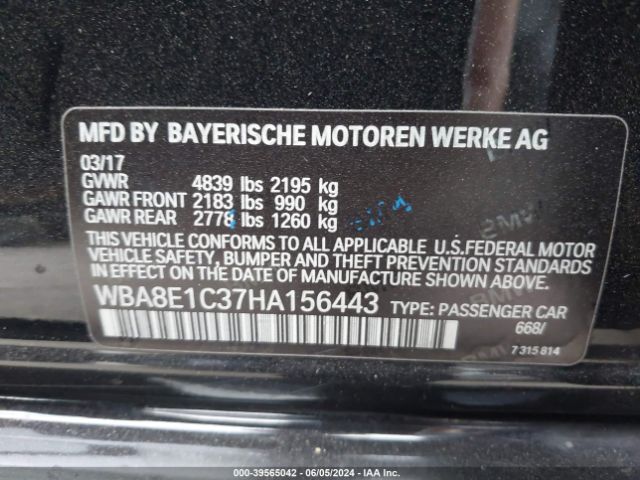 MFD BY BAYERISCHE MOTOREN WERKE AG
03/17
GVWR 4839 lbs 2195 kg
GAWR FRONT 2183 lbs 990 kg
GAWR REAR 2778 lbs 1260 kg
THIS VEHICLE CONFORMS TO ALL APPLICABLE U.S.FEDERAL MOTOR
VEHICLE SAFETY, BUMPER AND THEFT PREVENTION STANDARDS
IN EFFECT ON THE DATE OF MANUFACTURE SHOWN ABOVE.
WBA8E1C37HA156443 TYPE: PASSENGER CAR
668/
7 315 814
000-39565042 - 06/05/2024 - IAA Inc.